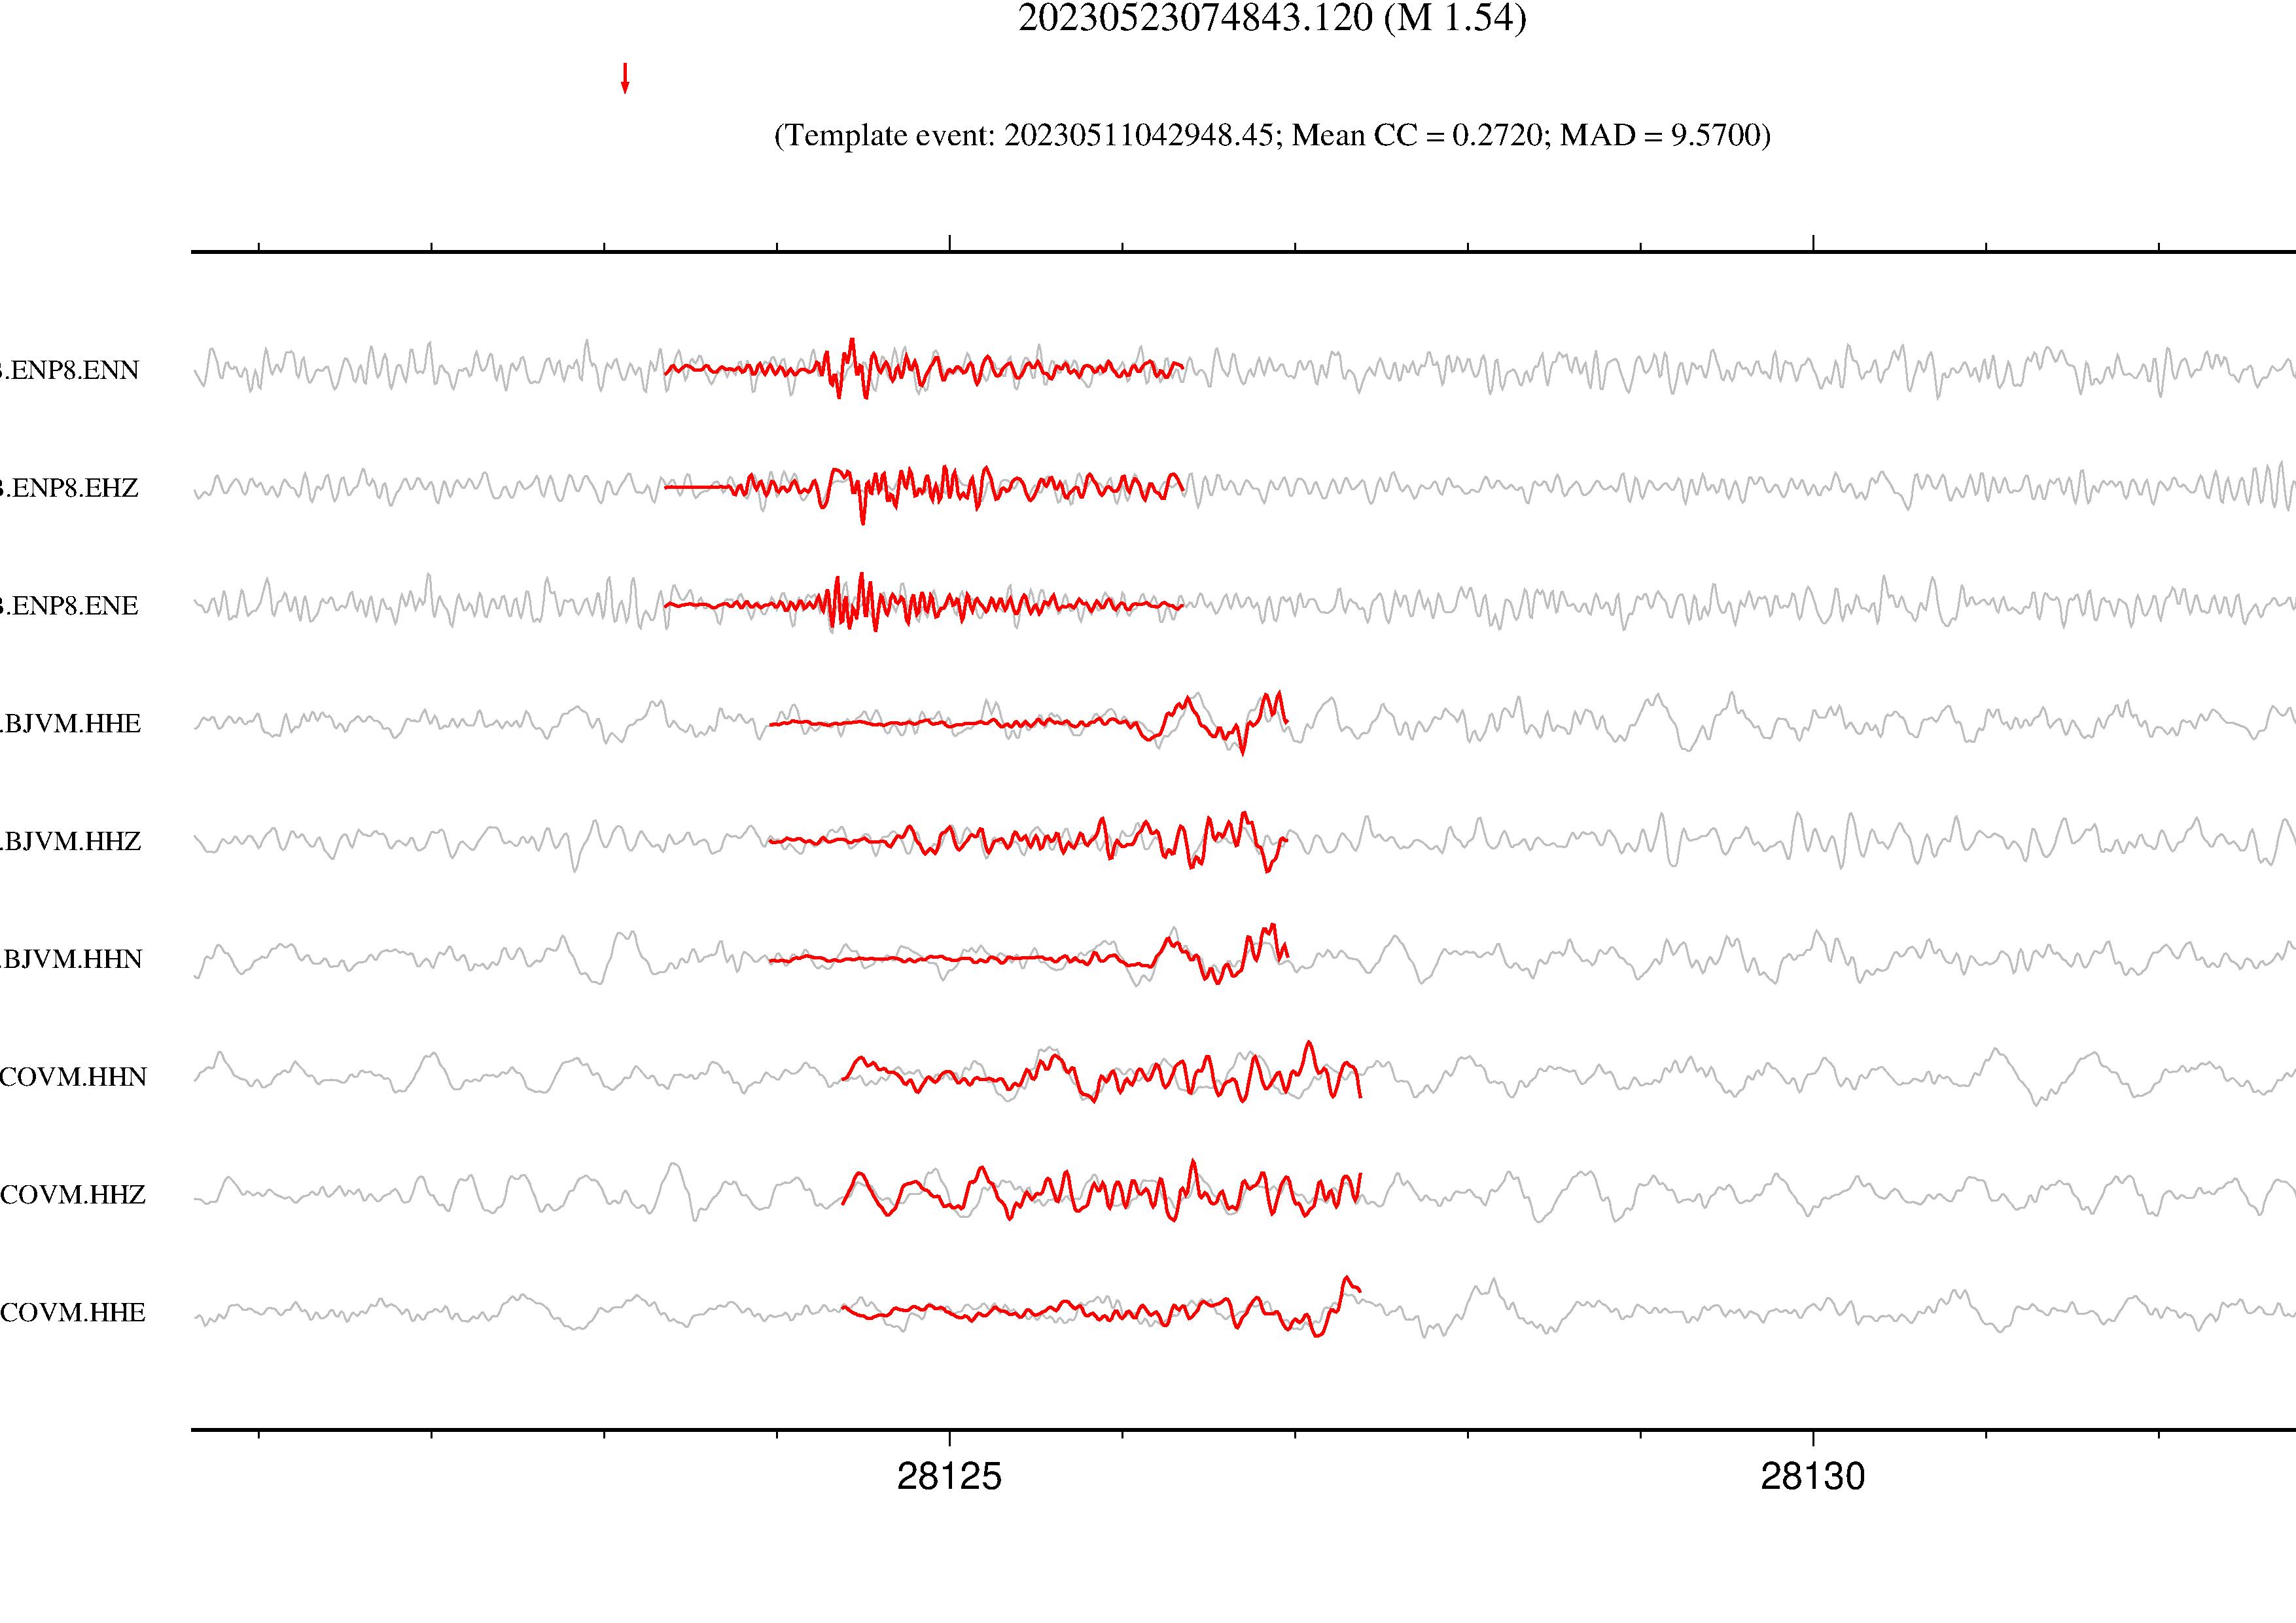 20230523074843.120 (M 1.54)
(Template event: 20230511042948.45; Mean CC = 0.2720; MAD = 9.5700)
.ENP8.ENN
.ENP8.EHZ
.ENP8.ENE
.BJVM.HHE
.BJVM.HHZ
.BJVM.HHN
COVM.HHN
COVM.HHZ
COVM.HHE
28125 28130